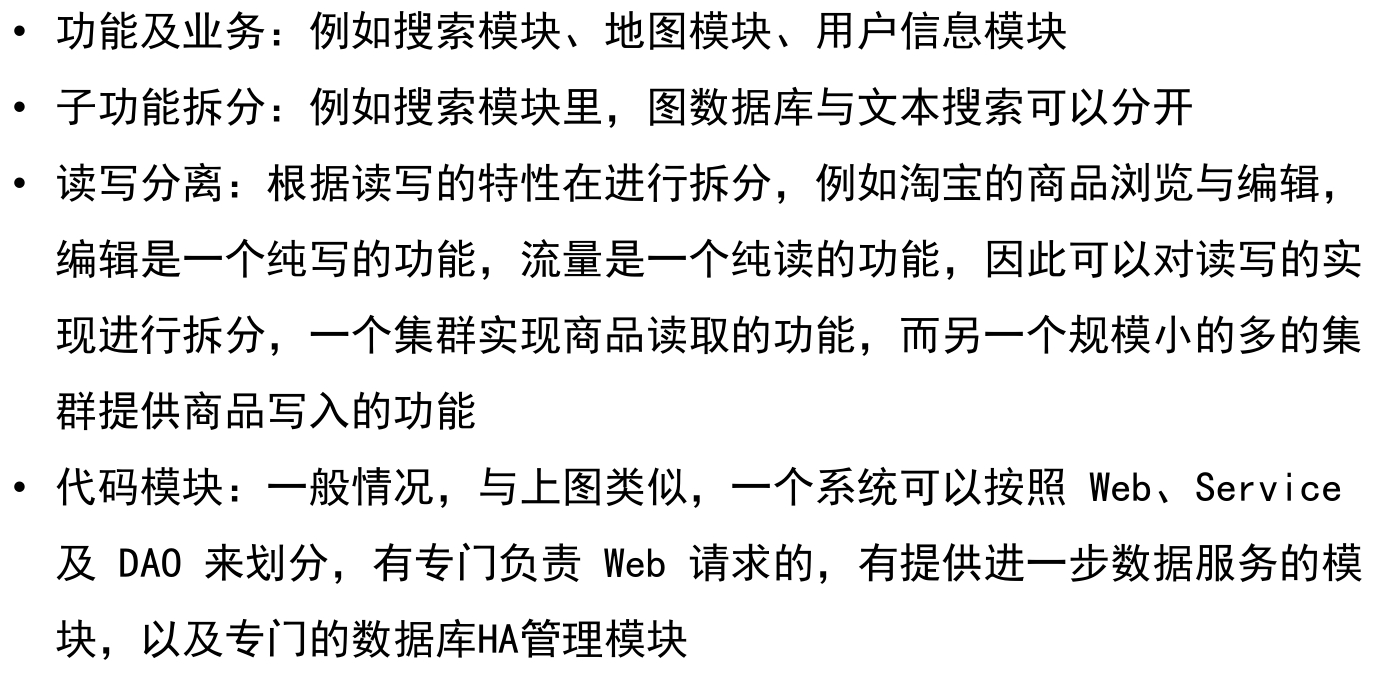 • 功能及业务：例如搜索模块、地图模块、用户信息模块
• 子功能拆分：例如搜索模块里，图数据库与文本搜索可以分开
• 读写分离：根据读写的特性在进行拆分，例如淘宝的商品浏览与编辑，
编辑是一个纯写的功能，流量是一个纯读的功能，因此可以对读写的实
现进行拆分，一个集群实现商品读取的功能，而另一个规模小的多的集
群提供商品写入的功能
• 代码模块：一般情况，与上图类似，一个系统可以按照 Web、Service
及 DAO 来划分，有专门负责 Web 请求的，有提供进一步数据服务的模
块，以及专门的数据库HA管理模块